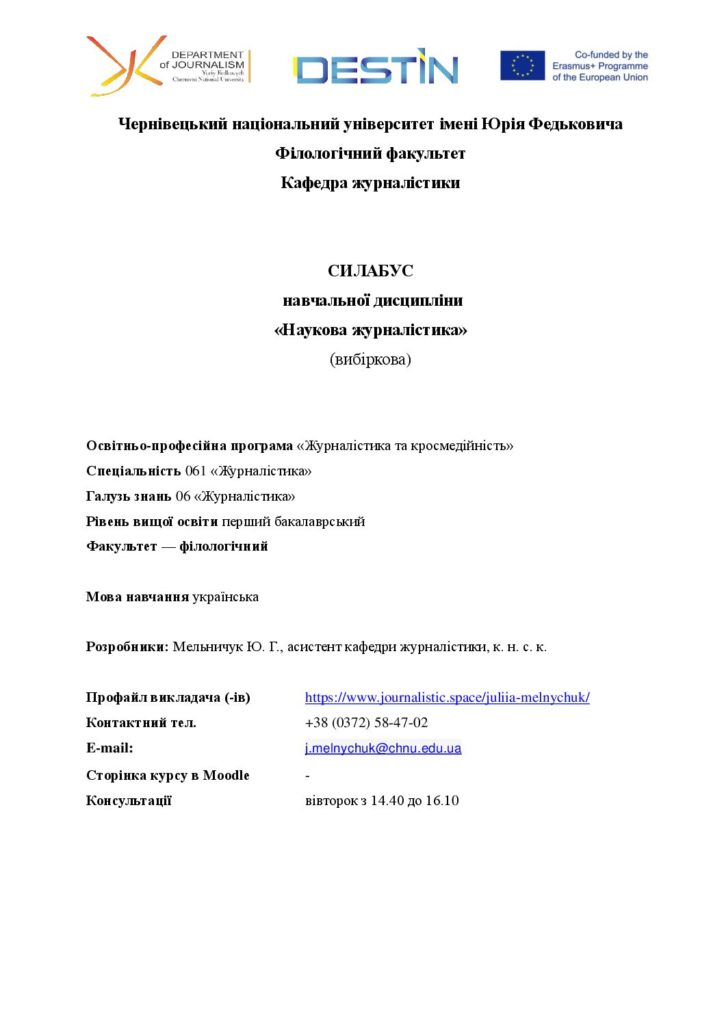 DEPARTMENT
of JOURNALISM
Yuriy Fedkovych
Chernivtsi National University
DESTIN
Co-funded by the
Erasmus+ Programme
of the European Union
Чернівецький національний університет імені Юрія Федьковича
Філологічний факультет
Кафедра журналістики
СИЛАБУС
навчальної дисципліни
«Наукова журналістика»
(вибіркова)
Освітньо-професійна програма «Журналістика та кросмедійність»
Спеціальність 061 «Журналістика»
Галузь знань 06 «Журналістика»
Рівень вищої освіти перший бакалаврський
Факультет — філологічний
Мова навчання українська
Розробники: Мельничук Ю. Г., асистент кафедри журналістики, к. н. с. к.
Профайл викладача (-ів) https://www.journalistic.space/juliia-melnychuk/
Контактний тел. +38 (0372) 58-47-02
E-mail: j.melnychuk@chnu.edu.ua
Сторінка курсу в Moodle -
Консультації вівторок з 14.40 до 16.10